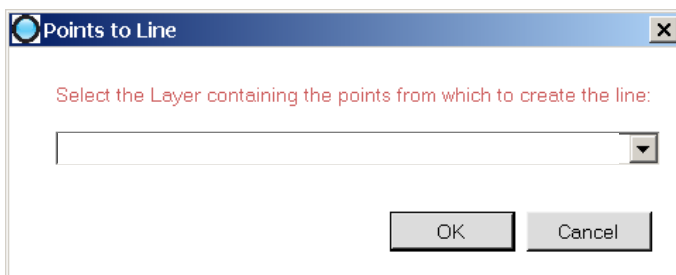 Points to Line
Select the Layer containing the points from which to create the line:
OK
Cancel